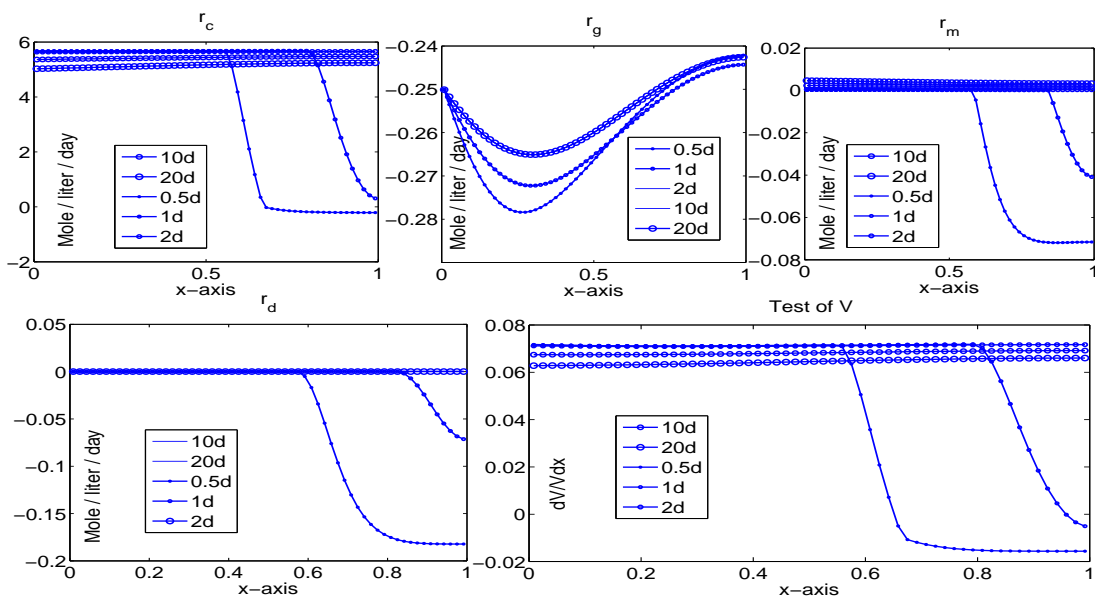 r_c
6
4
2
0
−2
Mole / liter / day
10d
20d
0.5d
1d
2d
0
0.5
1
x−axis
r_g
−0.24
−0.25
−0.26
−0.27
−0.28
Mole / liter / day
0.5d
1d
2d
10d
20d
0
0.5
1
x−axis
r_m
0.02
0
−0.02
−0.04
−0.06
−0.08
Mole / liter / day
10d
20d
0.5d
1d
2d
0
0.5
1
x−axis
r_d
0.05
0
−0.05
−0.1
−0.15
−0.2
Mole / liter / day
10d
20d
0.5d
1d
2d
0
0.2
0.4
0.6
0.8
1
x−axis
Test of V
0.08
0.06
0.04
0.02
0
−0.02
dV/Vdx
10d
20d
0.5d
1d
2d
0
0.2
0.4
0.6
0.8
1
x−axis